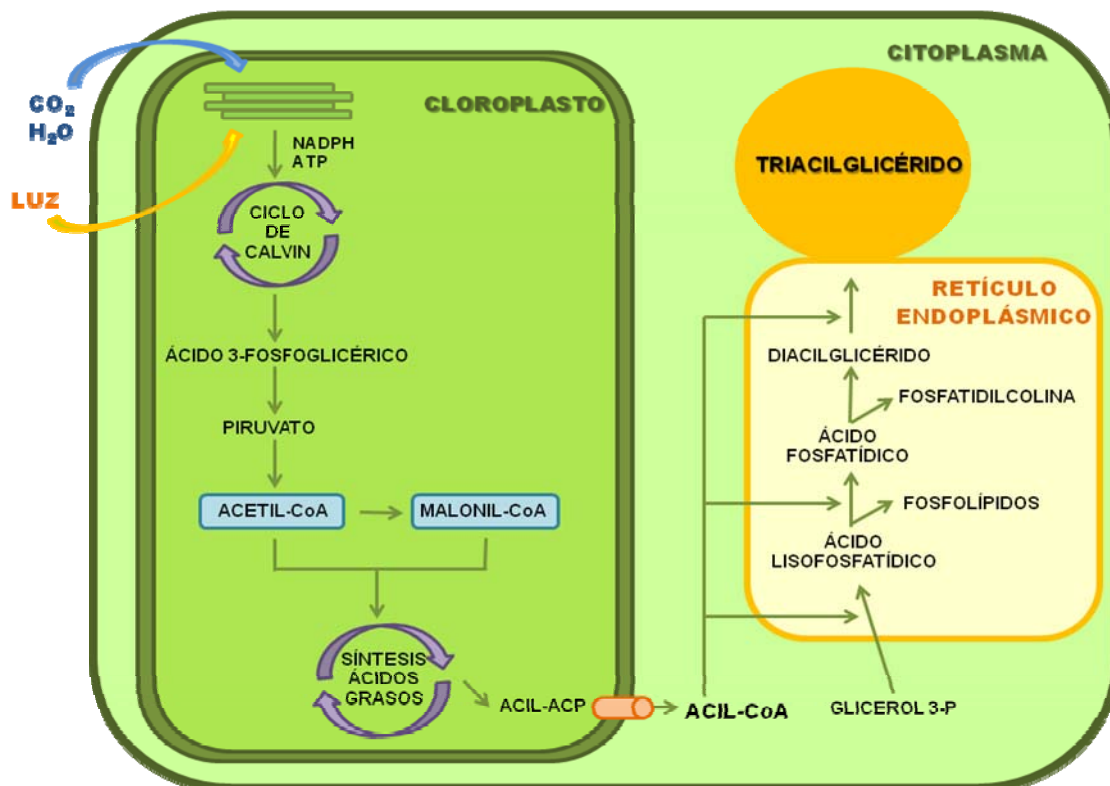 CITOPLASMA
CO₂
H₂O
LUZ
CLOROPLASTO
NADPH
ATP
CICLO
DE
CALVIN
ÁCIDO 3-FOSFOGLICÉRICO
PIRUVATO
ACETIL-CoA
MALONIL-CoA
SÍNTESIS
ÁCIDOS
GRASOS
ACIL-ACP
ACIL-CoA
GLICEROL 3-P
TRIACILGLICÉRIDO
RETÍCULO
ENDOPLÁSMICO
DIACILGLICÉRIDO
FOSFATIDILCOLINA
ÁCIDO
FOSFATÍDICO
FOSFOLÍPIDOS
ÁCIDO
LISOFOSFATÍDICO